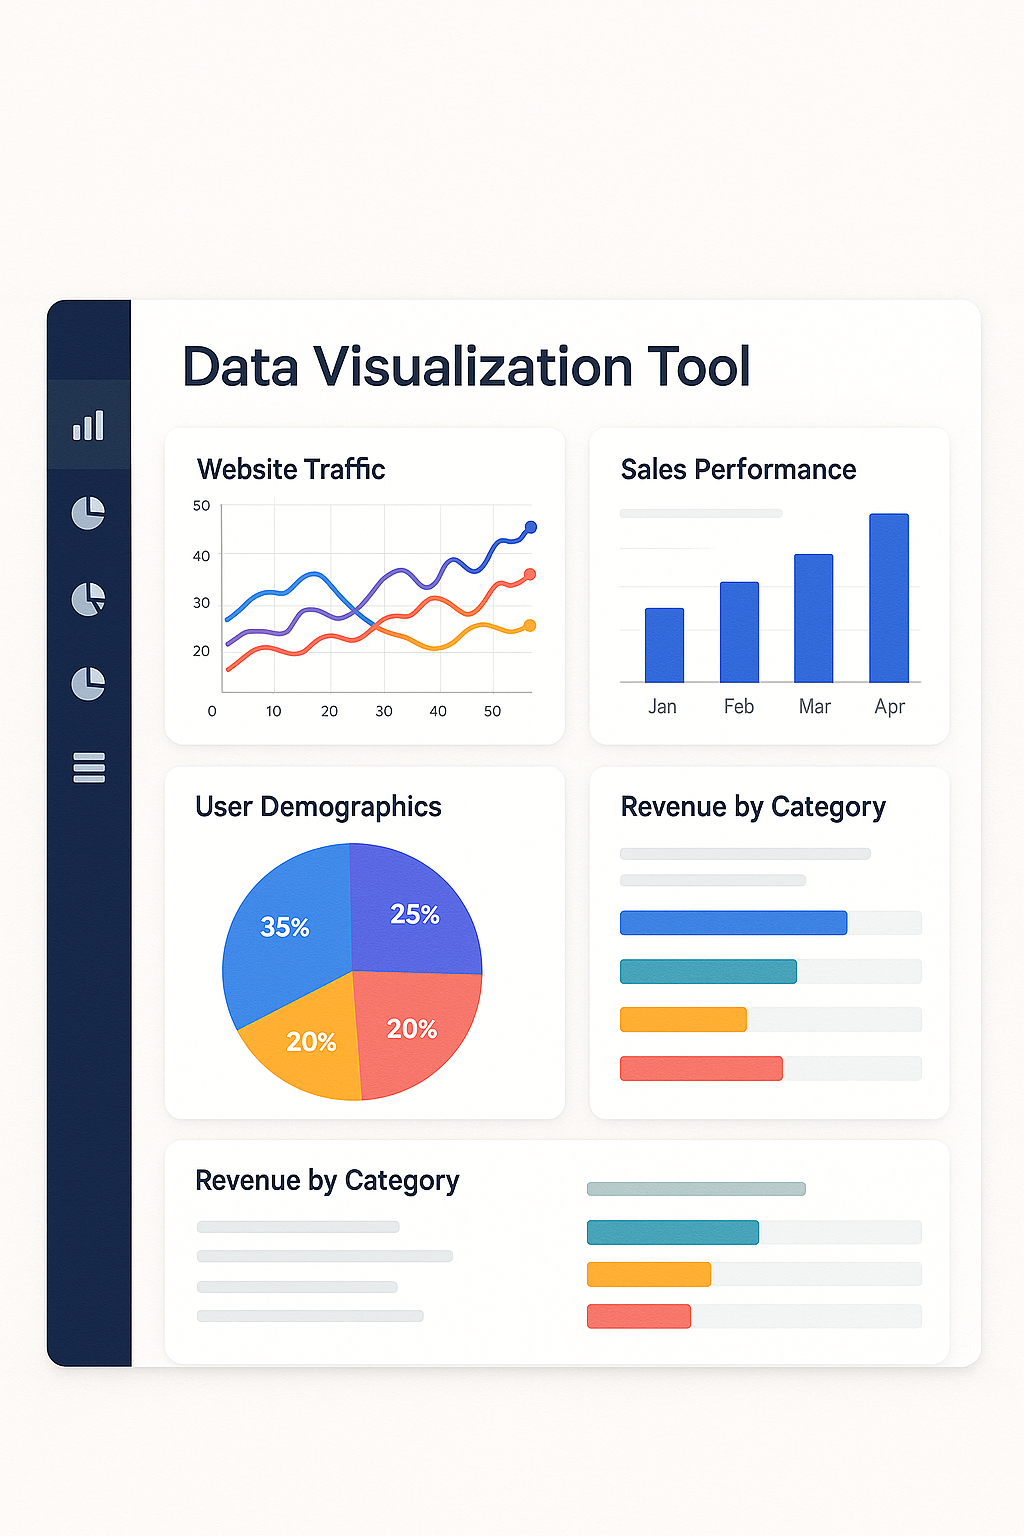 Data Visualization Tool
Website Traffic
50
40
30
20
0 10 20 30 40 50
Sales Performance
Jan Feb Mar Apr
User Demographics
35% 25%
20% 20%
Revenue by Category
Revenue by Category